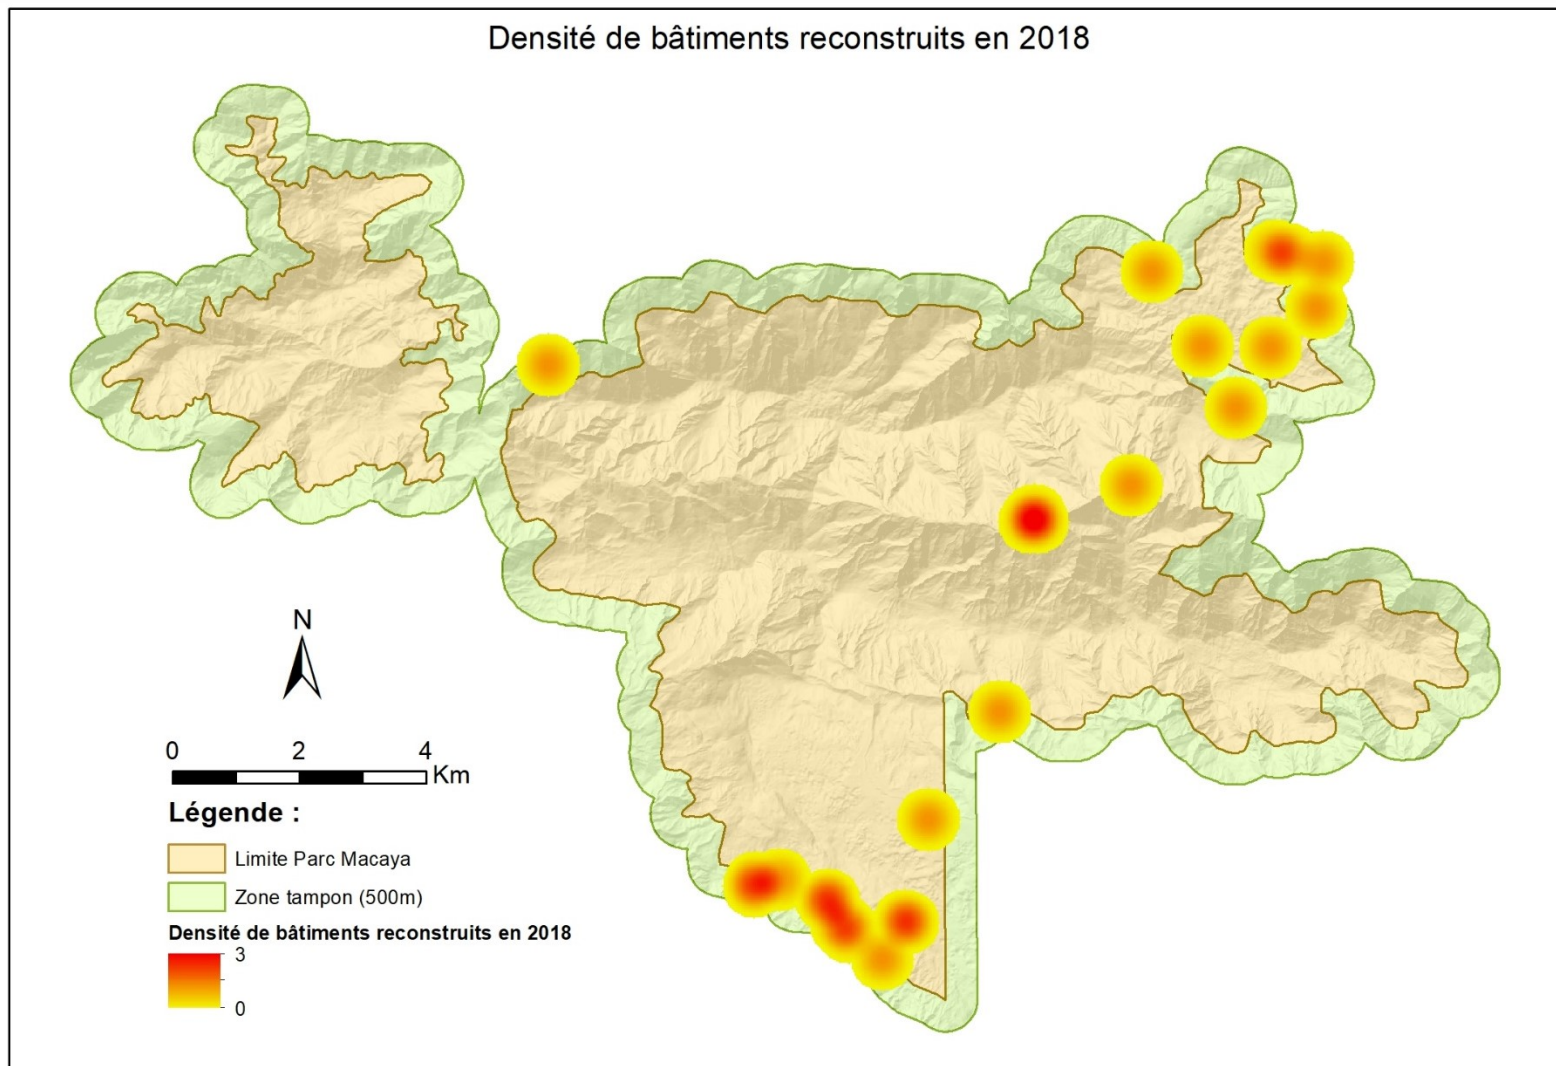 Densité de bâtiments reconstruits en 2018
N
0 2 4
Km
Légende :
Limite Parc Macaya
Zone tampon (500m)
Densité de bâtiments reconstruits en 2018
3
0